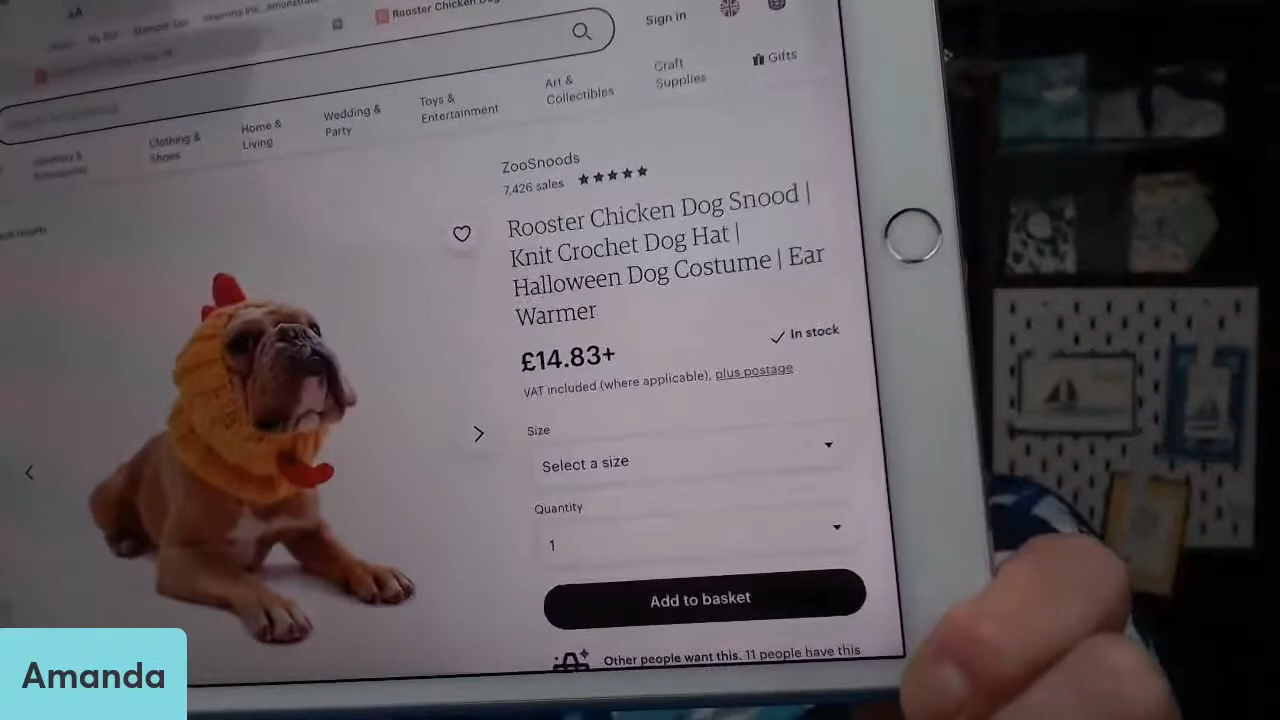 AA
Rooster Chicken Dog
Sign in
Clothing &
Shoes
Home &
Living
Wedding &
Party
Toys &
Entertainment
Art &
Collectibles
Craft
Supplies
Gifts
ZooSnoods
7,426 sales ★★★★★
Rooster Chicken Dog Snood |
Knit Crochet Dog Hat |
Halloween Dog Costume | Ear
Warmer
£14.83+
In stock
VAT included (where applicable), plus postage
Size
Select a size
Quantity
1
Add to basket
Other people want this. 11 people have this
Amanda